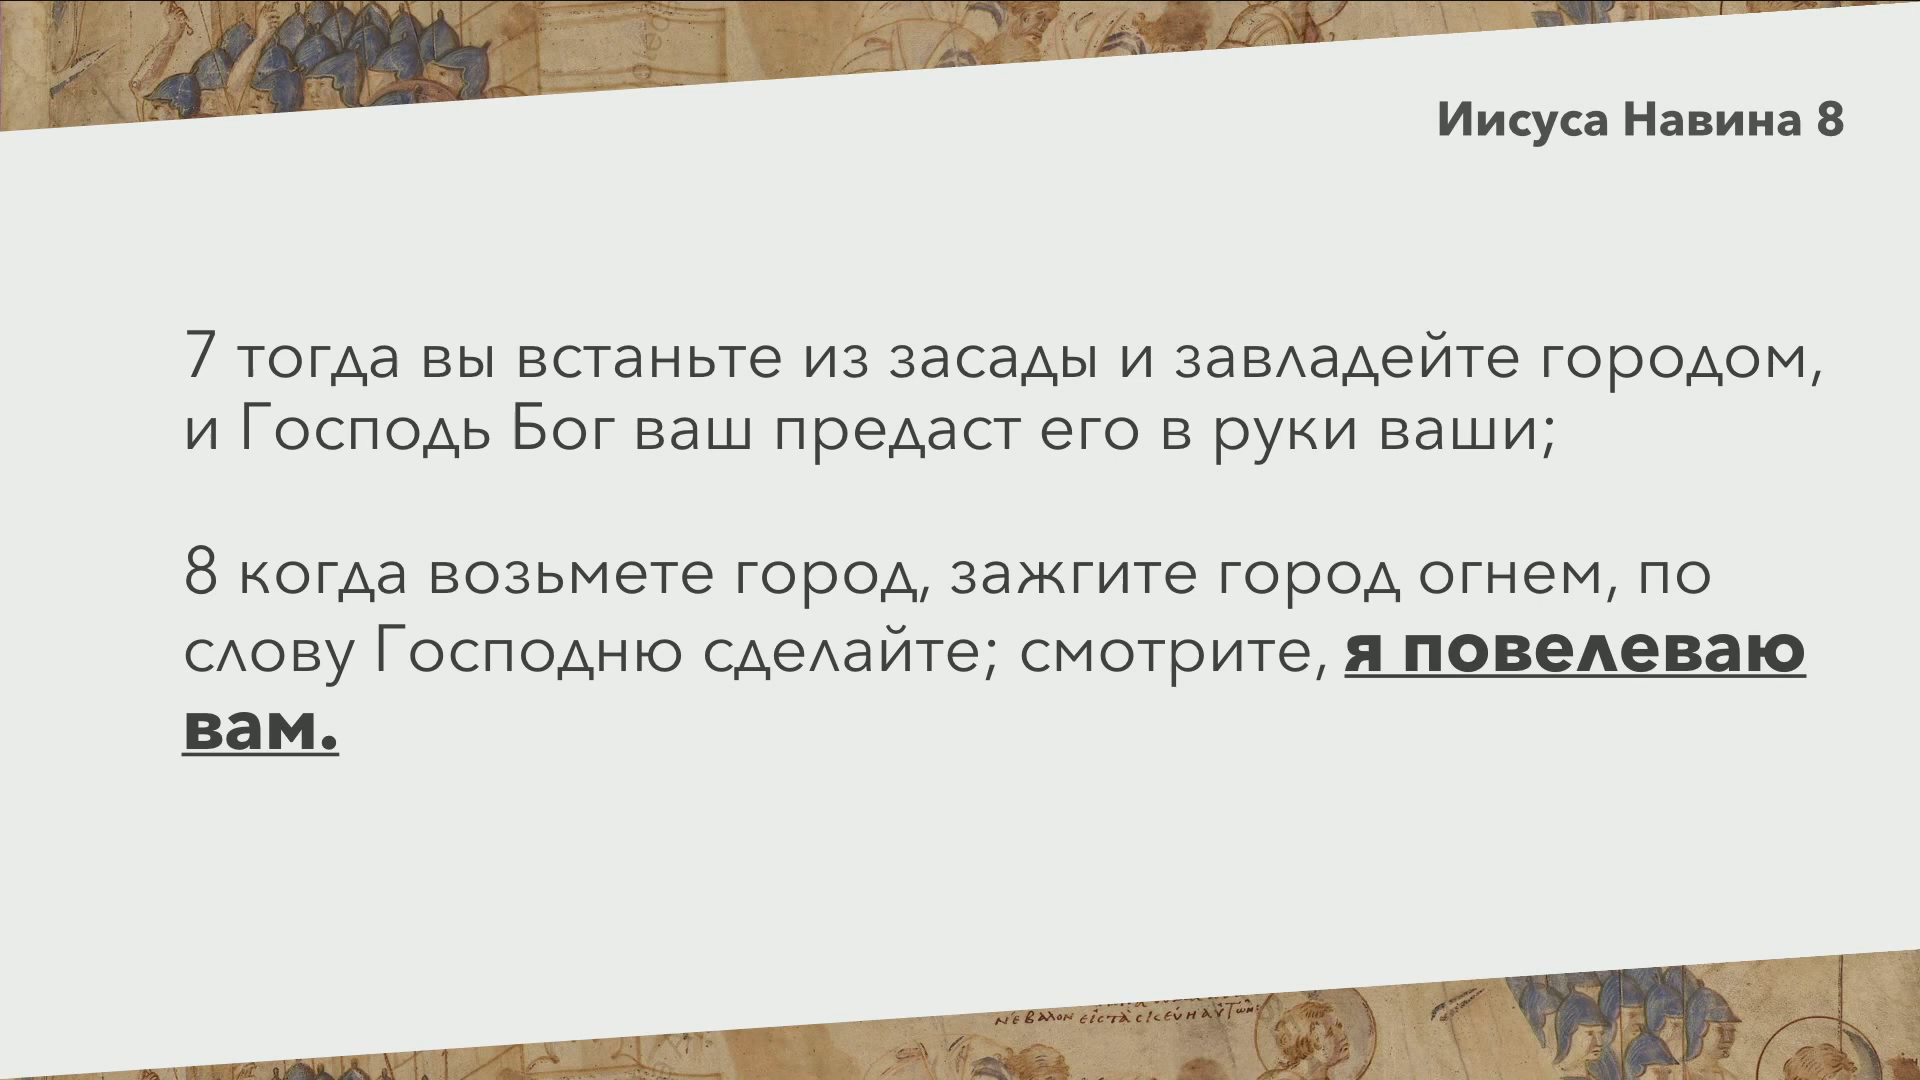 Иисуса Навина 8
7 тогда вы встаньте из засады и завладейте городом,
и Господь Бог ваш предаст его в руки ваши;
8 когда возьмете город, зажгите город огнем, по
слову Господню сделайте; смотрите, я повелеваю
вам.